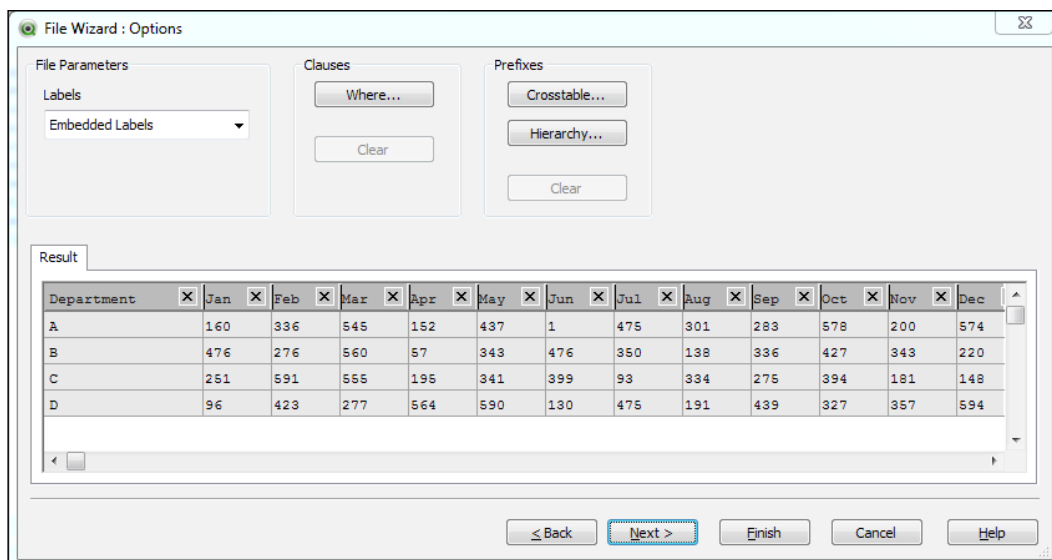 File Wizard : Options
File Parameters
Labels
Embedded Labels
Clauses
Where...
Clear
Prefixes
Crosstable...
Hierarchy...
Clear
Result
Department Jan Feb Mar Apr May Jun Jul Aug Sep Oct Nov Dec
A 160 336 545 152 437 1 475 301 283 578 200 574
B 476 276 560 57 343 476 350 138 336 427 343 220
C 251 591 555 195 341 399 93 334 275 394 181 148
D 96 423 277 564 590 130 475 191 439 327 357 594
< Back Next > Finish Cancel Help